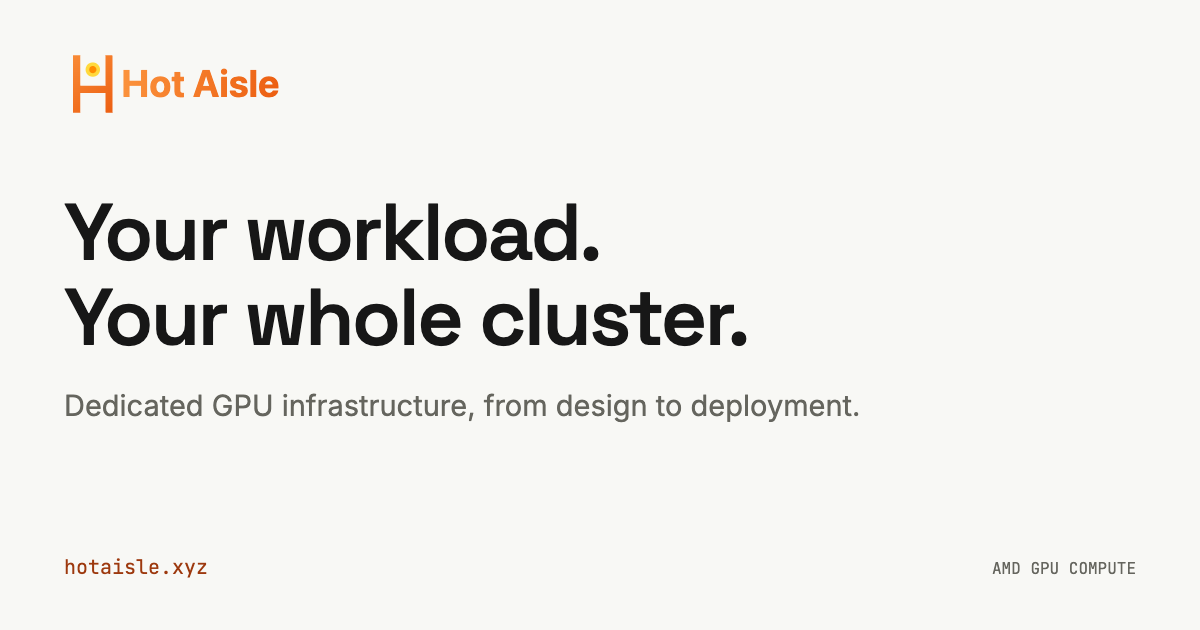 Hot Aisle
Your workload.
Your whole cluster.
Dedicated GPU infrastructure, from design to deployment.
hotaisle.xyz
AMD GPU COMPUTE